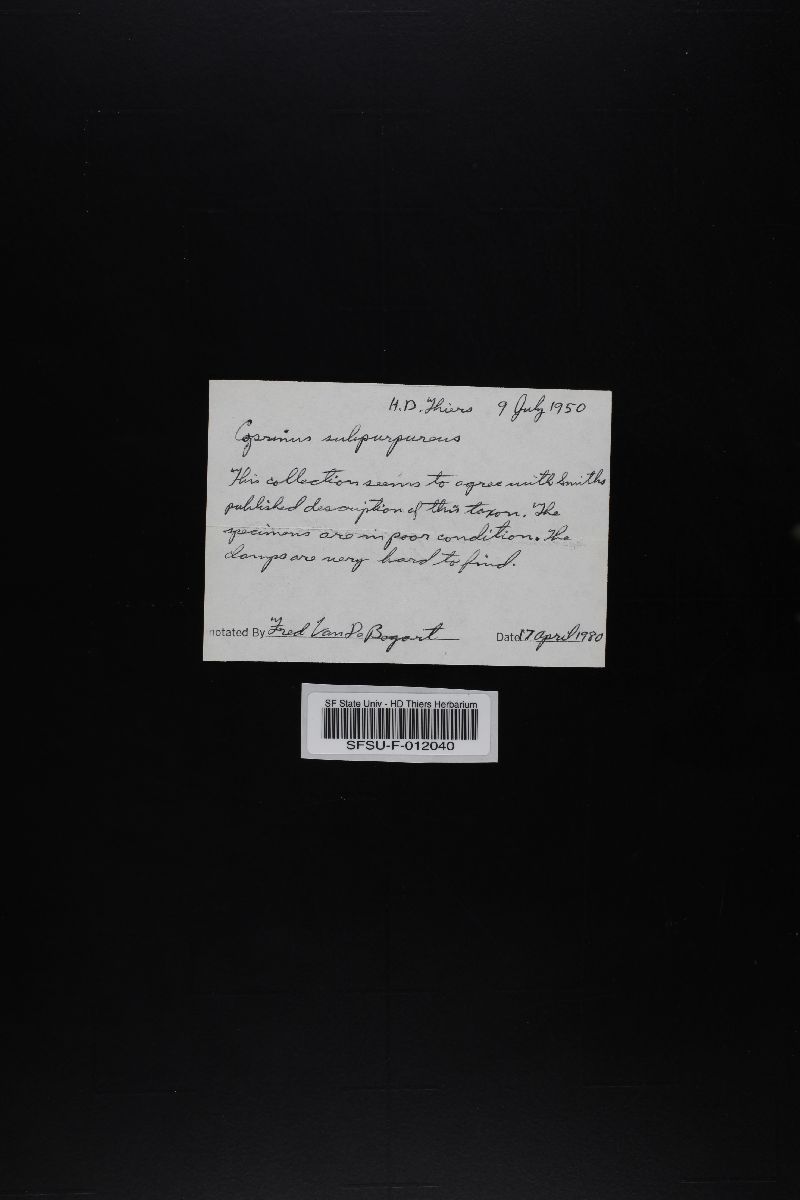 H.D. Thiers 9 July 1950
Coprinus subpurpureus
This collection seems to agree with Smiths
published description of this taxon. The
specimens are in poor condition. The
clamps are very hard to find.
notated By Fred Van De Bogart Date 17 April 1980
SF State Univ - HD Thiers Herbarium
SFSU-F-012040